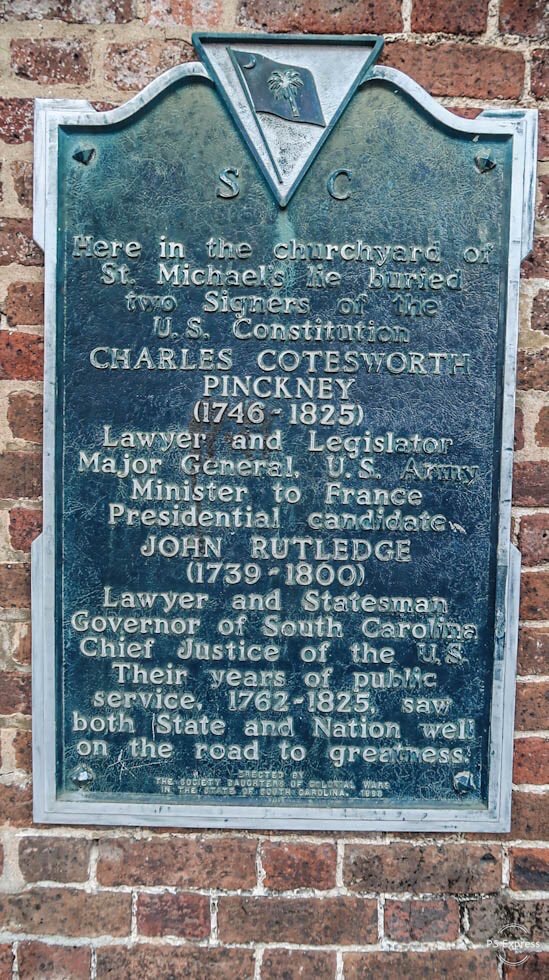 S C
Here in the churchyard of
St. Michael's lie buried
two Signers of the
U.S. Constitution
CHARLES COTESWORTH
PINCKNEY
(1746 - 1825)
Lawyer and Legislator
Major General, U.S. Army
Minister to France
Presidential candidate
JOHN RUTLEDGE
(1739 - 1800)
Lawyer and Statesman
Governor of South Carolina
Chief Justice of the U.S.
Their years of public
service, 1762-1825, saw
both State and Nation well
on the road to greatness.
ERECTED BY
THE SOCIETY DAUGHTERS OF COLONIAL WARS
IN THE STATE OF SOUTH CAROLINA,
PS Express